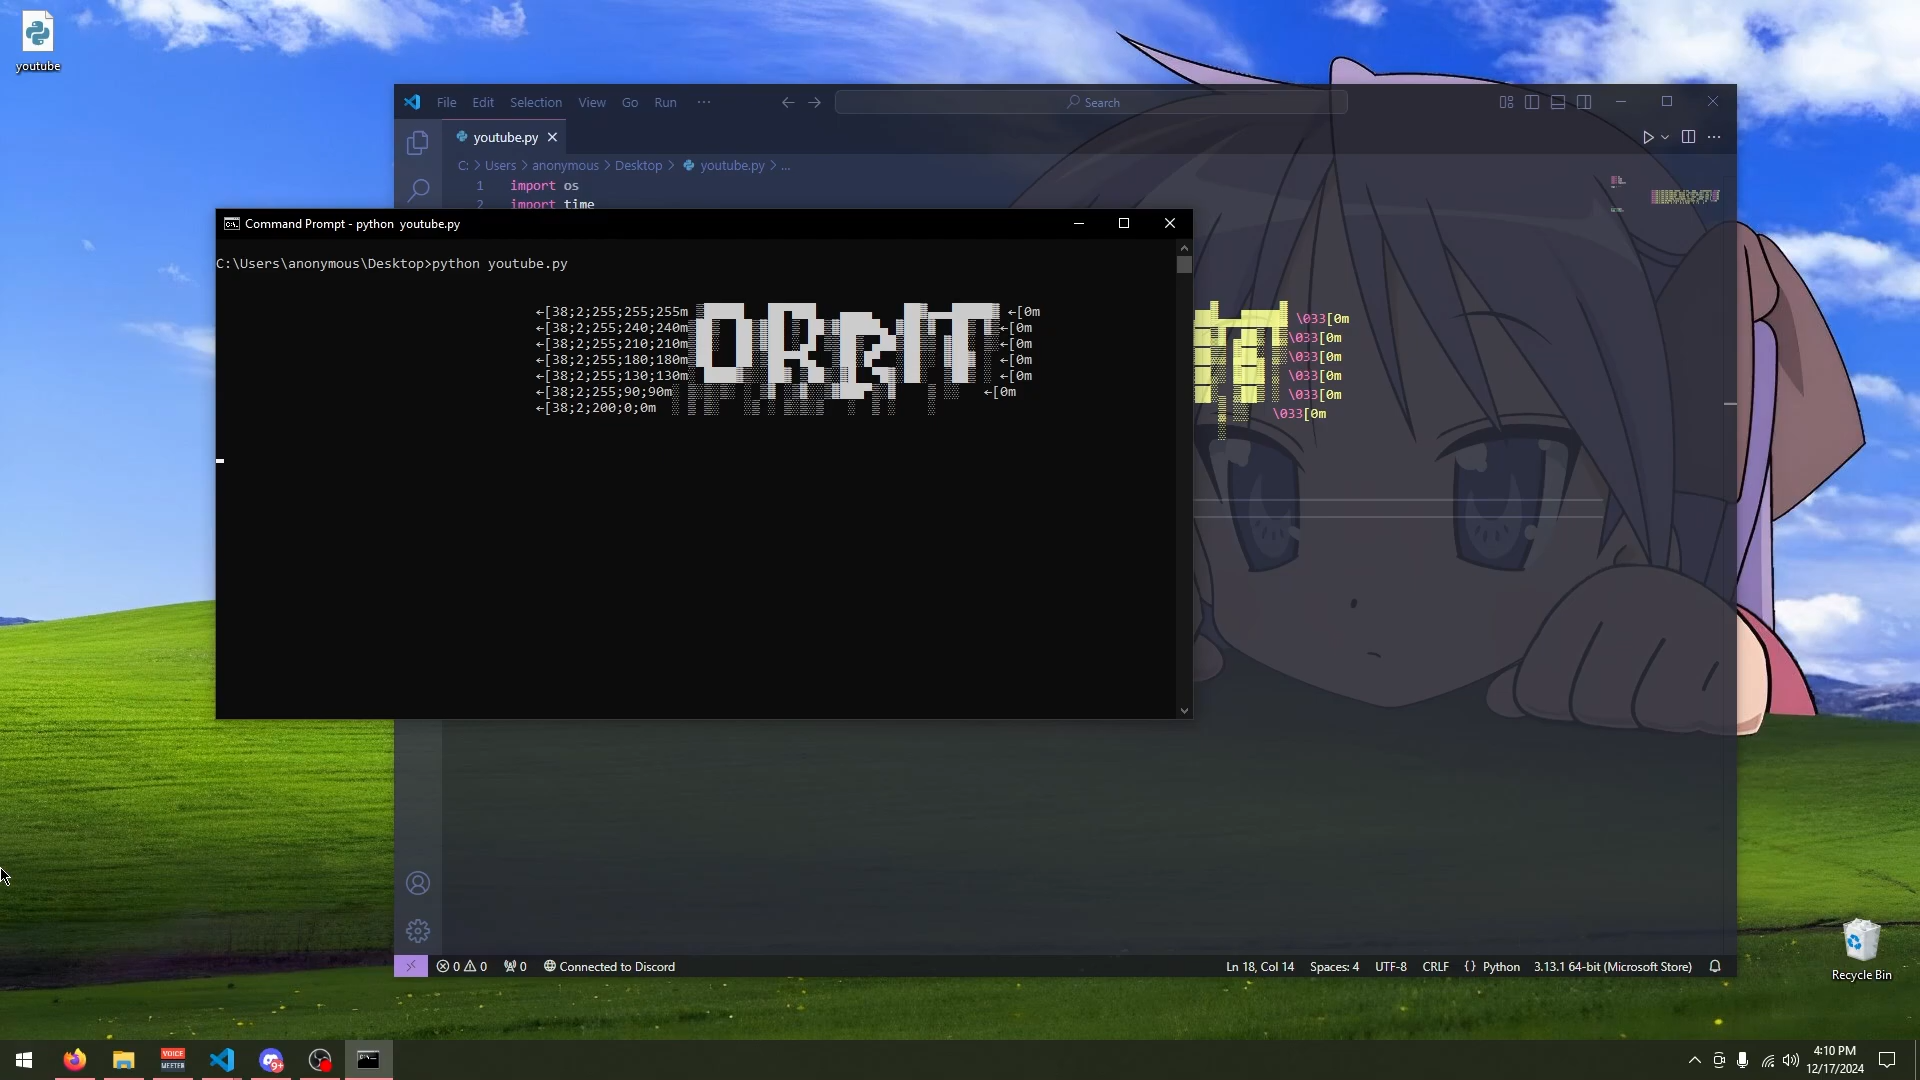 youtube
File Edit Selection View Go Run ···
Search
youtube.py
C: > Users > anonymous > Desktop > youtube.py > ...
1 import os
2 import time
Command Prompt - python youtube.py
C:\Users\anonymous\Desktop>python youtube.py
←[38;2;255;255;255m ←[0m
←[38;2;255;240;240m ←[0m
←[38;2;255;210;210m ←[0m
←[38;2;255;180;180m ←[0m
←[38;2;255;130;130m ←[0m
←[38;2;255;90;90m ←[0m
←[38;2;200;0;0m
\033[0m
\033[0m
\033[0m
\033[0m
\033[0m
\033[0m
0 0 0 Connected to Discord Ln 18, Col 14 Spaces: 4 UTF-8 CRLF {} Python 3.13.1 64-bit (Microsoft Store)
Recycle Bin
VOICE
MEETER
9+
4:10 PM
12/17/2024